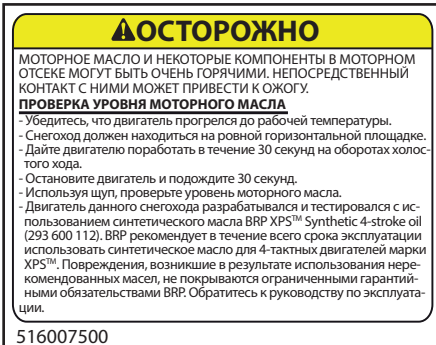 ОСТОРОЖНО
МОТОРНОЕ МАСЛО И НЕКОТОРЫЕ КОМПОНЕНТЫ В МОТОРНОМ
ОТСЕКЕ МОГУТ БЫТЬ ОЧЕНЬ ГОРЯЧИМИ. НЕПОСРЕДСТВЕННЫЙ
КОНТАКТ С НИМИ МОЖЕТ ПРИВЕСТИ К ОЖОГУ.
ПРОВЕРКА УРОВНЯ МОТОРНОГО МАСЛА
- Убедитесь, что двигатель прогрелся до рабочей температуры.
- Снегоход должен находиться на ровной горизонтальной площадке.
- Дайте двигателю поработать в течение 30 секунд на оборотах холос-
того хода.
- Остановите двигатель и подождите 30 секунд.
- Используя щуп, проверьте уровень моторного масла.
- Двигатель данного снегохода разрабатывался и тестировался с ис-
пользованием синтетического масла BRP XPS™ Synthetic 4-stroke oil
(293 600 112). BRP рекомендует в течение всего срока эксплуатации
использовать синтетическое масло для 4-тактных двигателей марки
XPS™. Повреждения, возникшие в результате использования нере-
комендованных масел, не покрываются ограниченными гарантий-
ными обязательствами BRP. Обратитесь к руководству по эксплуата-
ции.
516007500